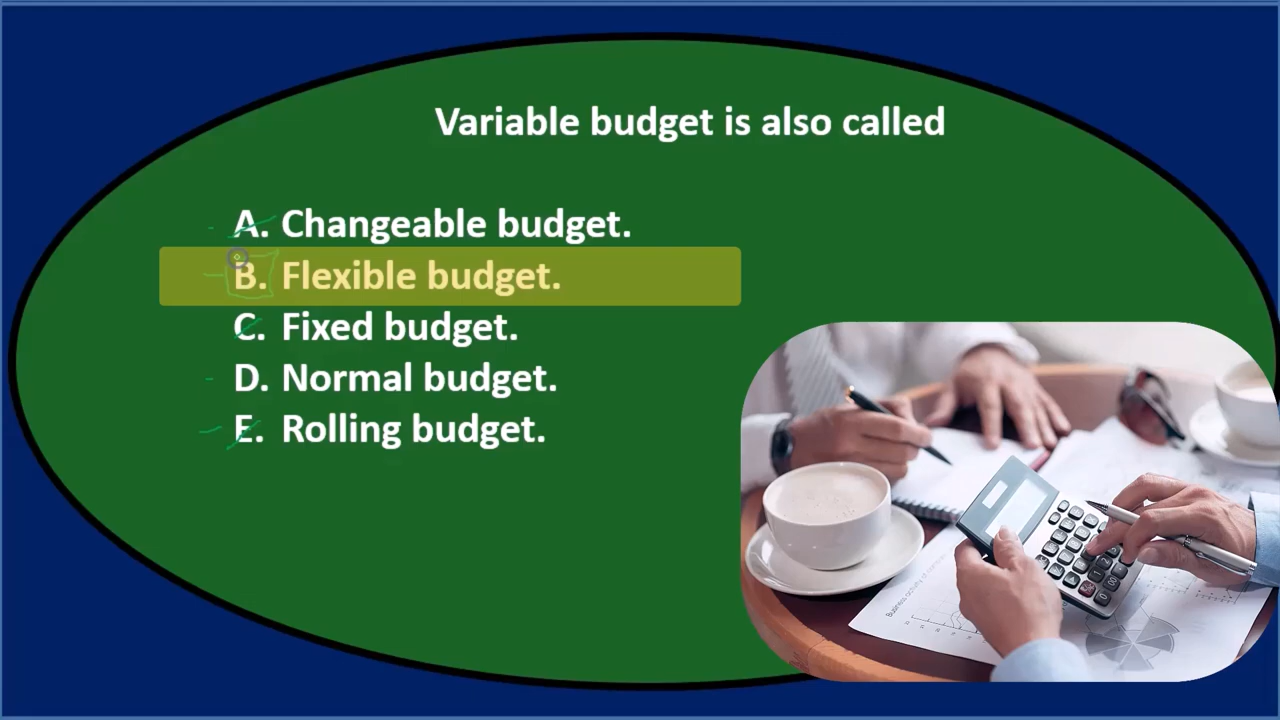 Variable budget is also called
A. Changeable budget.
B. Flexible budget.
C. Fixed budget.
D. Normal budget.
E. Rolling budget.